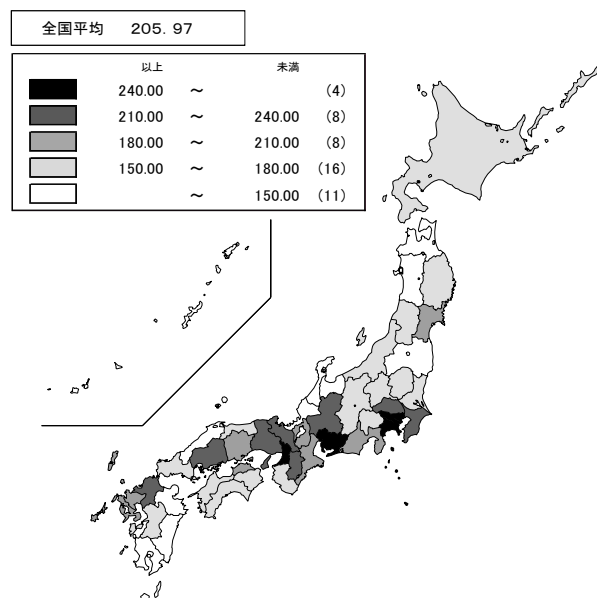 全国平均 205.97
以上 未満
240.00 ～ (4)
210.00 ～ 240.00 (8)
180.00 ～ 210.00 (8)
150.00 ～ 180.00 (16)
～ 150.00 (11)